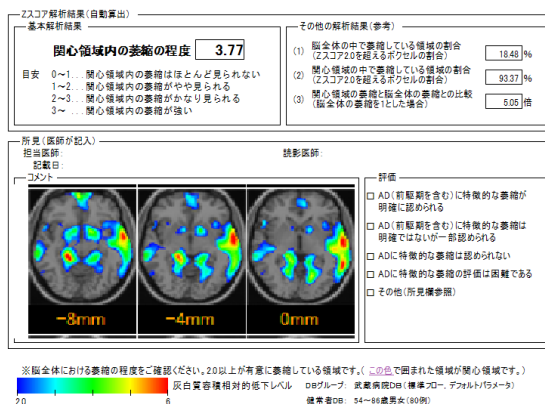 Zスコア解析結果(自動算出)
基本解析結果
関心領域内の萎縮の程度 3.77
目安 0~1...関心領域内の萎縮はほとんど見られない
1~2...関心領域内の萎縮がやや見られる
2~3...関心領域内の萎縮がかなり見られる
3~ ...関心領域内の萎縮が強い
その他の解析結果(参考)
(1) 脳全体の中で萎縮している領域の割合
(Zスコア2.0を超えるボクセルの割合) 18.48 %
(2) 関心領域の中で萎縮している領域の割合
(Zスコア2.0を超えるボクセルの割合) 93.37 %
(3) 関心領域の萎縮と脳全体の萎縮との比較
(脳全体の萎縮を1とした場合) 5.05 倍
所見(医師が記入)
担当医師: 読影医師:
記載日:
コメント
-8mm -4mm 0mm
評価
□ AD(前駆期を含む)に特徴的な萎縮が
明確に認められる
□ AD(前駆期を含む)に特徴的な萎縮は
明確ではないが一部認められる
□ ADに特徴的な萎縮は認められない
□ ADに特徴的な萎縮の評価は困難である
□ その他(所見欄参照)
※脳全体における萎縮の程度をご確認ください。2.0以上が有意に萎縮している領域です。( この色で囲まれた領域が関心領域です。)
灰白質容積相対的低下レベル DBグループ: 武蔵病院DB(標準フロー、デフォルトパラメータ)
2.0 6 健常者DB: 54~86歳男女(80例)